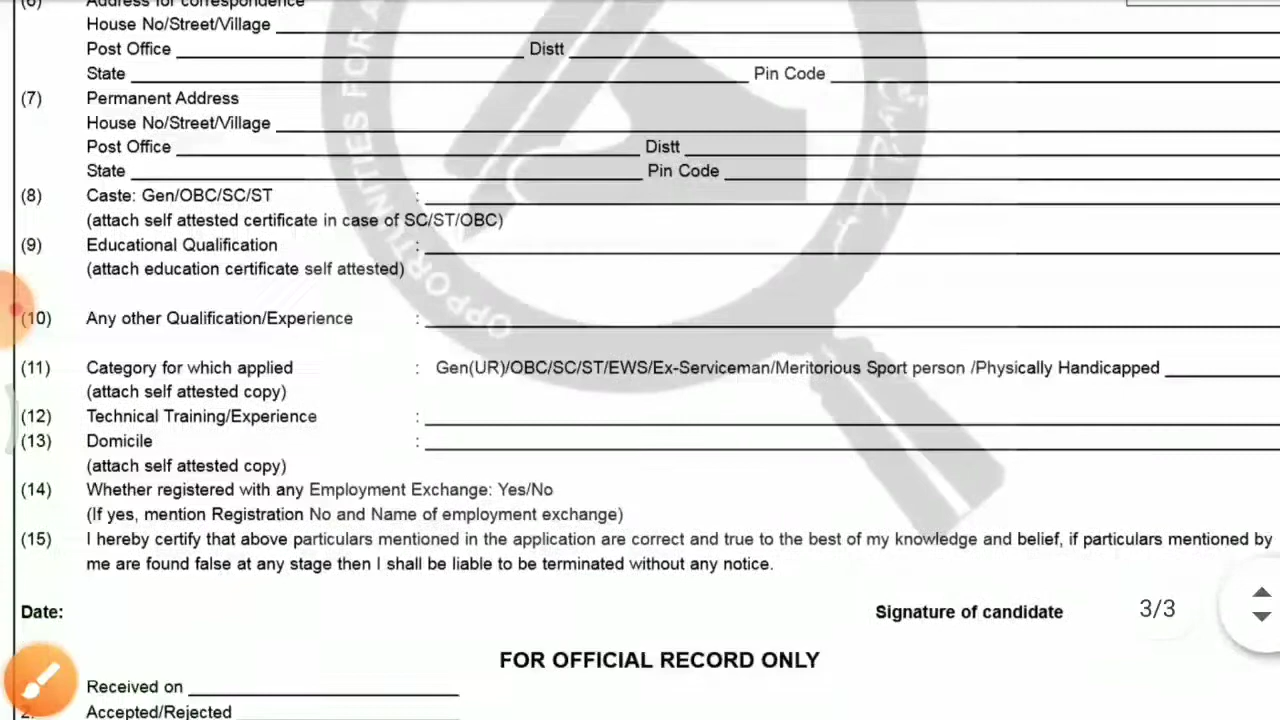 (6) Address for correspondence
House No/Street/Village
Post Office Distt
State Pin Code
(7) Permanent Address
House No/Street/Village
Post Office Distt
State Pin Code
(8) Caste: Gen/OBC/SC/ST :
(attach self attested certificate in case of SC/ST/OBC)
(9) Educational Qualification :
(attach education certificate self attested)
(10) Any other Qualification/Experience :
(11) Category for which applied : Gen(UR)/OBC/SC/ST/EWS/Ex-Serviceman/Meritorious Sport person /Physically Handicapped
(attach self attested copy)
(12) Technical Training/Experience :
(13) Domicile :
(attach self attested copy)
(14) Whether registered with any Employment Exchange: Yes/No
(If yes, mention Registration No and Name of employment exchange)
(15) I hereby certify that above particulars mentioned in the application are correct and true to the best of my knowledge and belief, if particulars mentioned by
me are found false at any stage then I shall be liable to be terminated without any notice.
Date: Signature of candidate 3/3
FOR OFFICIAL RECORD ONLY
Received on
2. Accepted/Rejected
OPPORTUNITIES FOR A